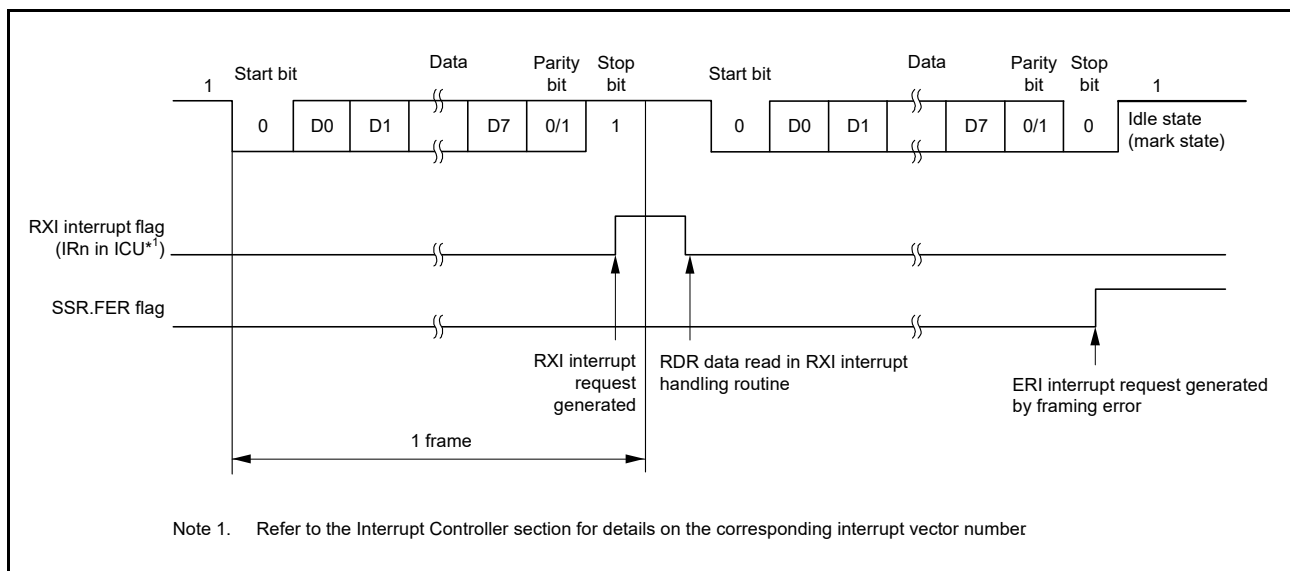 1
Start bit
Data
Parity
bit
Stop
bit
Start bit
Data
Parity
bit
Stop
bit
1
0
D0
D1
D7
0/1
1
0
D0
D1
D7
0/1
0
Idle state
(mark state)
RXI interrupt flag
(IRn in ICU*1)
SSR.FER flag
RXI interrupt
request
generated
RDR data read in RXI interrupt
handling routine
ERI interrupt request generated
by framing error
1 frame
Note 1. Refer to the Interrupt Controller section for details on the corresponding interrupt vector number